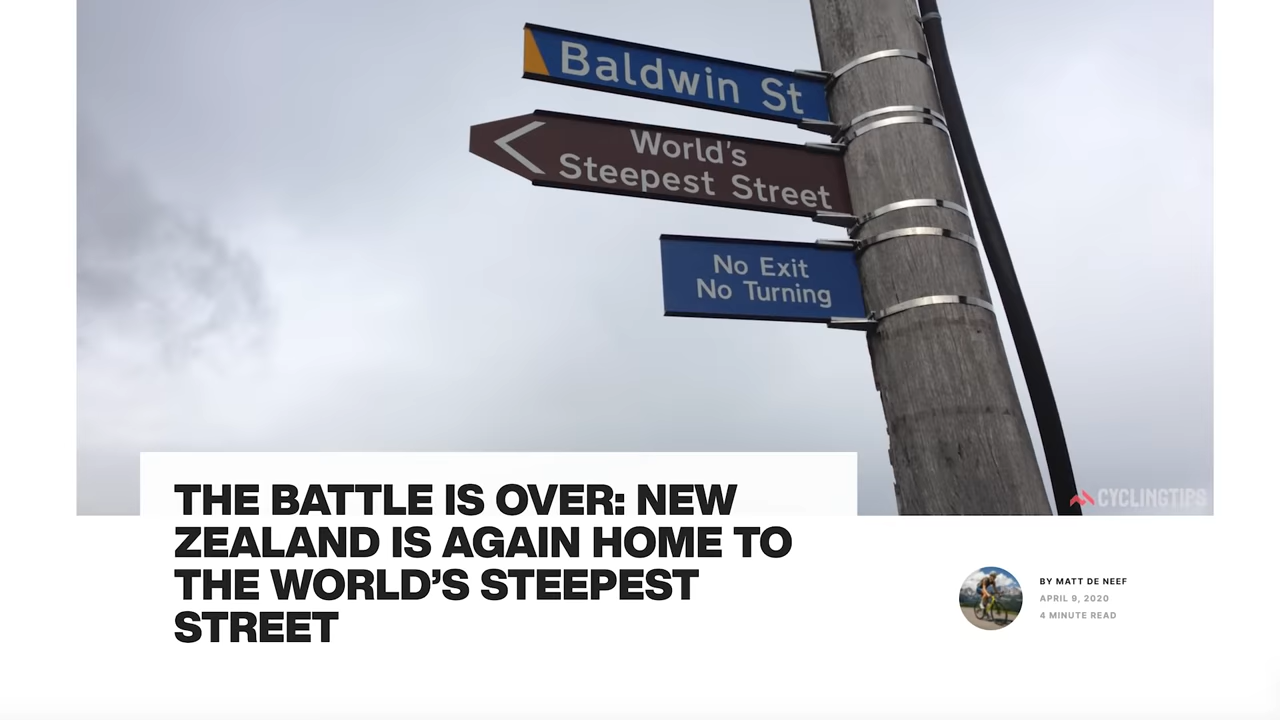 Baldwin St
World's
Steepest Street
No Exit
No Turning
CYCLINGTIPS
THE BATTLE IS OVER: NEW
ZEALAND IS AGAIN HOME TO
THE WORLD’S STEEPEST
STREET
BY MATT DE NEEF
APRIL 9, 2020
4 MINUTE READ